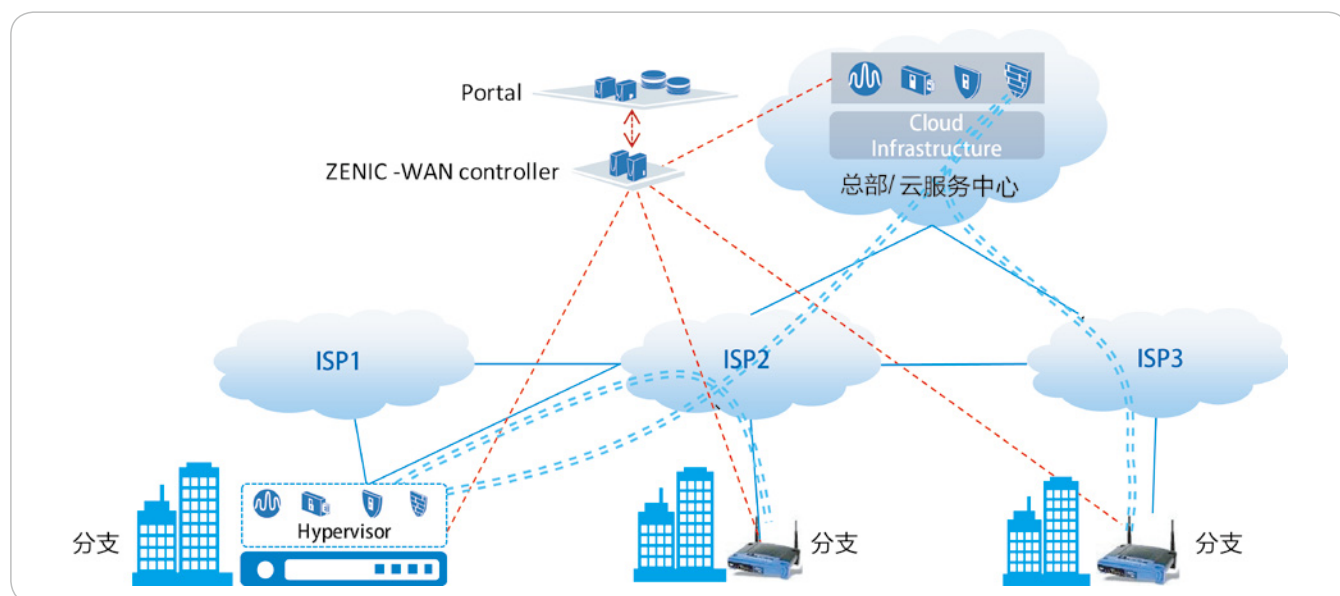 Portal
ZENIC -WAN controller
Cloud
Infrastructure
总部/ 云服务中心
ISP1
ISP2
ISP3
分支
Hypervisor
分支
分支